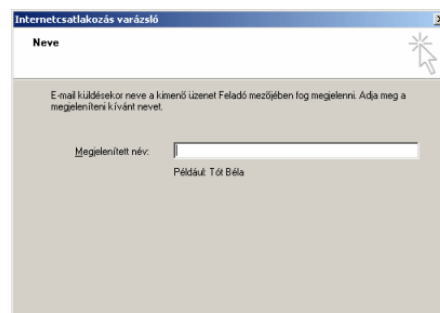 Internetcsatlakozás varázsló
Neve
E-mail küldésekor neve a kimenő üzenet Feladó mezőjében fog megjelenni. Adja meg a
megjeleníteni kívánt nevet.
Megjelenített név:
Például: Tót Béla